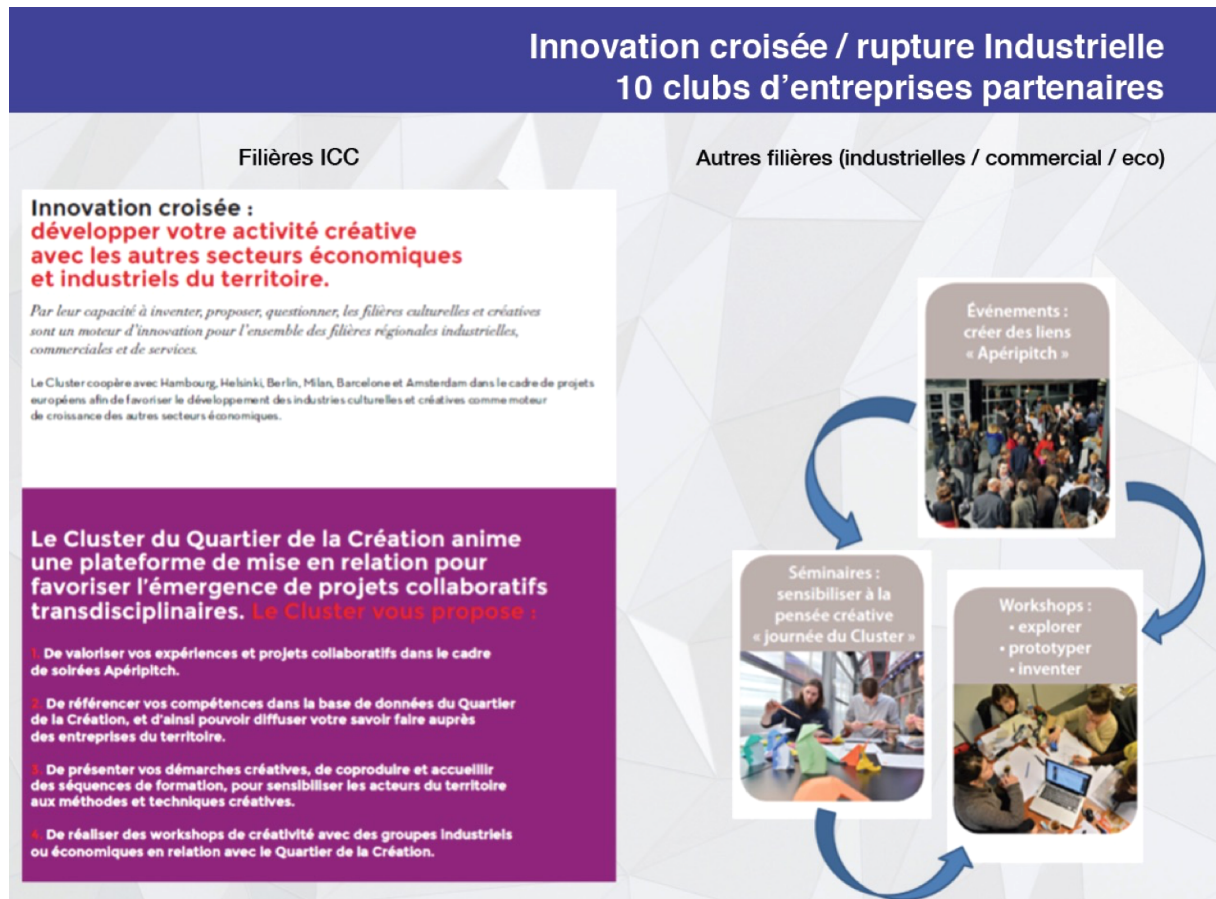 Innovation croisée / rupture Industrielle
10 clubs d'entreprises partenaires
Filières ICC
Innovation croisée :
développer votre activité créative
avec les autres secteurs économiques
et industriels du territoire.
Par leur capacité à inventer, proposer, questionner, les filières culturelles et créatives
sont un moteur d'innovation pour l'ensemble des filières régionales industrielles,
commerciales et de services.
Le Cluster coopère avec Hambourg, Helsinki, Berlin, Milan, Barcelone et Amsterdam dans le cadre de projets
européens afin de favoriser le développement des industries culturelles et créatives comme moteur
de croissance des autres secteurs économiques.
Le Cluster du Quartier de la Création anime
une plateforme de mise en relation pour
favoriser l'émergence de projets collaboratifs
transdisciplinaires. Le Cluster vous propose :
1. De valoriser vos expériences et projets collaboratifs dans le cadre
de soirées Apéripitch.
2. De référencer vos compétences dans la base de données du Quartier
de la Création, et d'ainsi pouvoir diffuser votre savoir faire auprès
des entreprises du territoire.
3. De présenter vos démarches créatives, de coproduire et accueillir
des séquences de formation, pour sensibiliser les acteurs du territoire
aux méthodes et techniques créatives.
4. De réaliser des workshops de créativité avec des groupes industriels
ou économiques en relation avec le Quartier de la Création.
Autres filières (industrielles / commercial / eco)
Événements :
créer des liens
« Apéripitch »
Séminaires :
sensibiliser à la
pensée créative
« journée du Cluster »
Workshops :
• explorer
• prototyper
• inventer